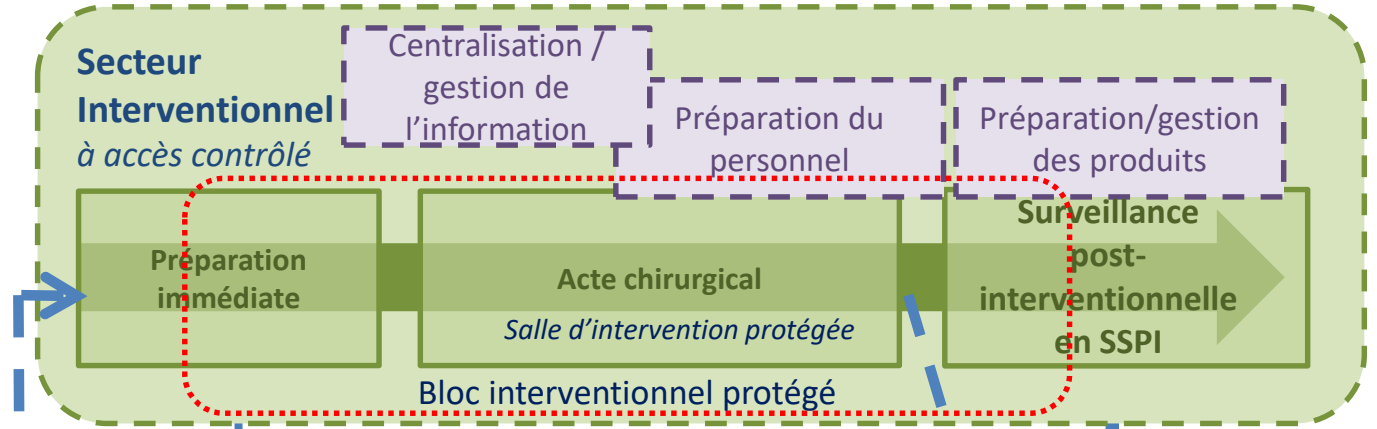 Secteur
Interventionnel
à accès contrôlé
Centralisation /
gestion de
l’information
Préparation du
personnel
Préparation/gestion
des produits
Préparation
immédiate
Acte chirurgical
Salle d’intervention protégée
Surveillance
post-
interventionnelle
en SSPI
Bloc interventionnel protégé